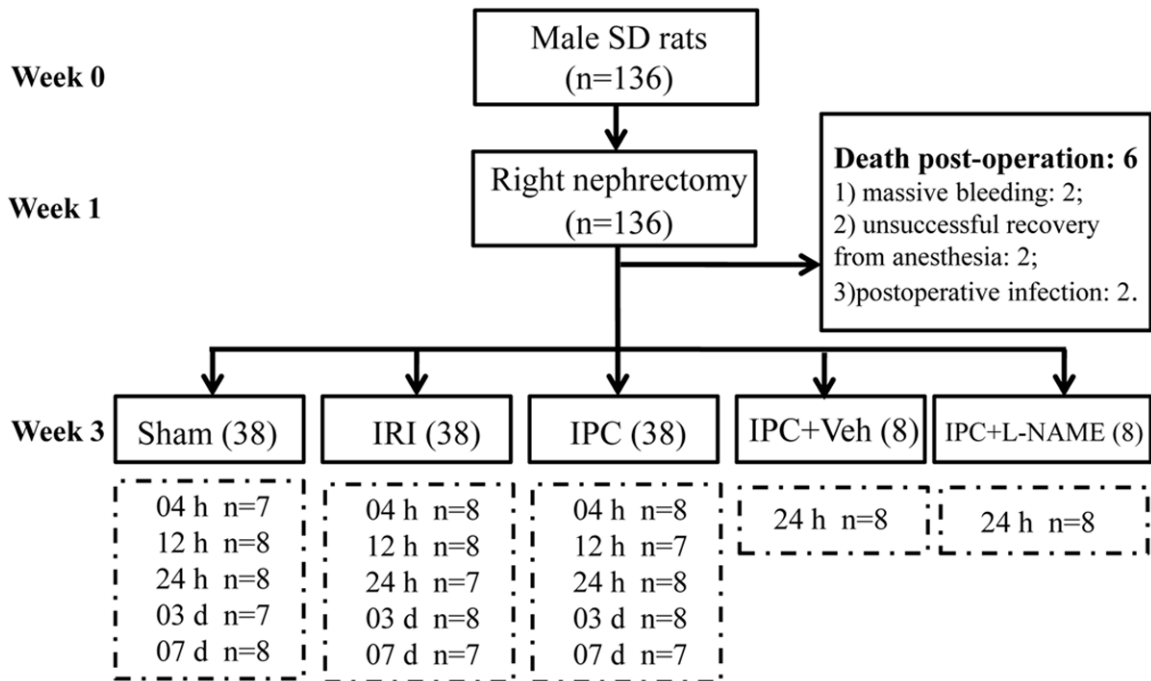 Week 0
Male SD rats
(n=136)
Week 1
Right nephrectomy
(n=136)
Death post-operation: 6
1) massive bleeding: 2;
2) unsuccessful recovery
from anesthesia: 2;
3)postoperative infection: 2.
Week 3
Sham (38)
IRI (38)
IPC (38)
IPC+Veh (8)
IPC+L-NAME (8)
04 h n=7
12 h n=8
24 h n=8
03 d n=7
07 d n=8
04 h n=8
12 h n=8
24 h n=7
03 d n=8
07 d n=7
04 h n=8
12 h n=7
24 h n=8
03 d n=8
07 d n=7
24 h n=8
24 h n=8